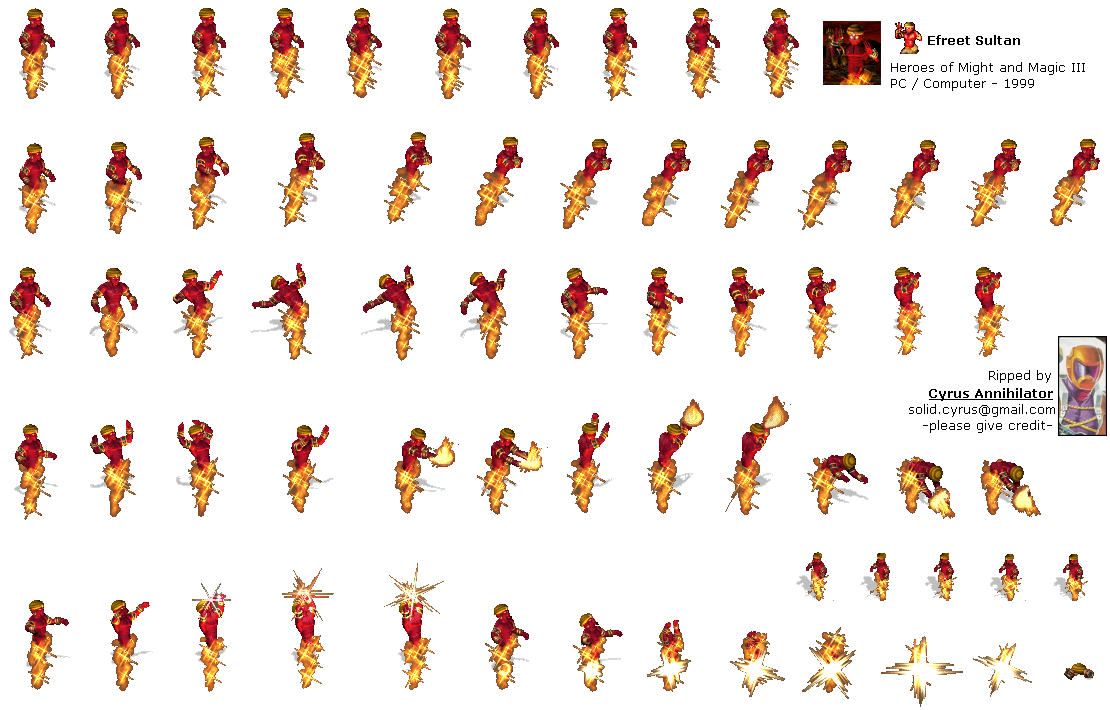 Efreet Sultan
Heroes of Might and Magic III
PC / Computer - 1999
Ripped by
Cyrus Annihilator
solid.cyrus@gmail.com
-please give credit-